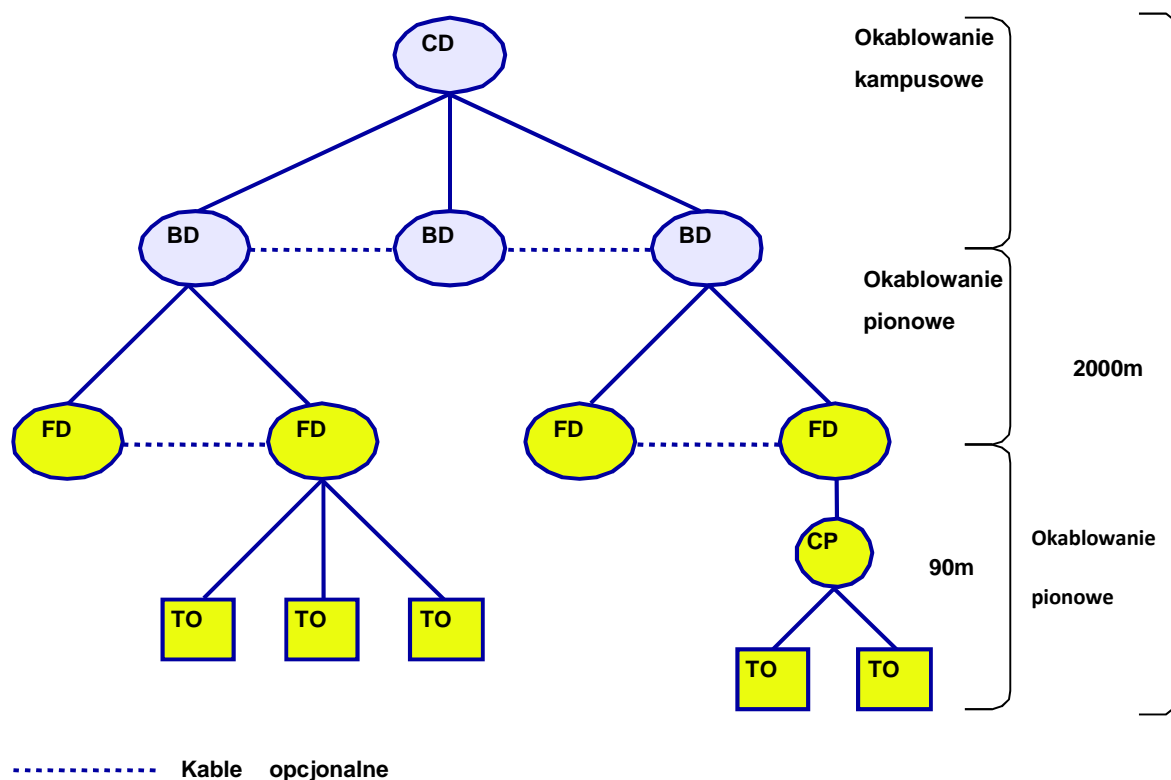 CD
Okablowanie
kampusowe
BD
BD
BD
Okablowanie
pionowe
2000m
FD
FD
FD
FD
CP
90m
Okablowanie
pionowe
TO
TO
TO
TO
TO
Kable opcjonalne